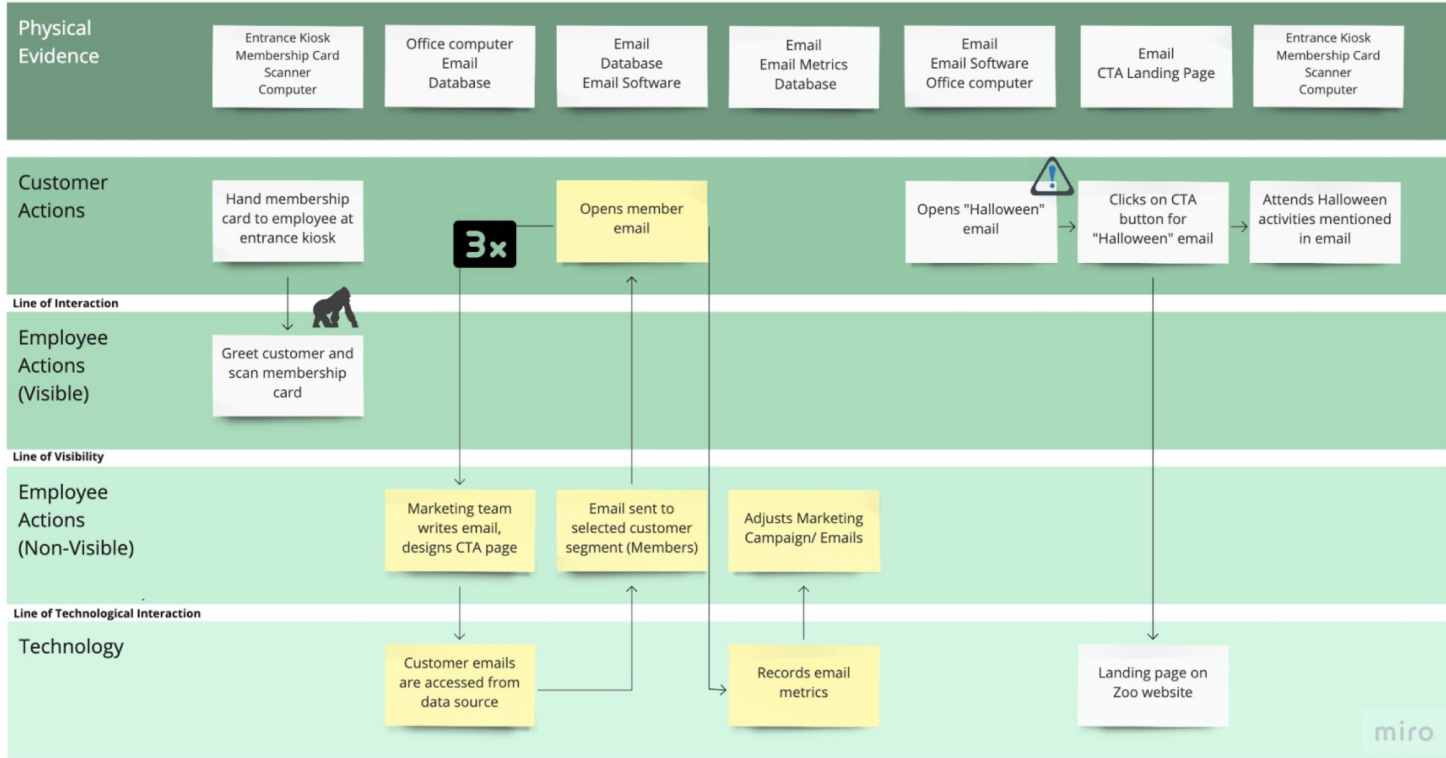 Physical
Evidence
Entrance Kiosk
Membership Card
Scanner
Computer
Office computer
Email
Database
Email
Database
Email Software
Email
Email Metrics
Database
Email
Email Software
Office computer
Email
CTA Landing Page
Entrance Kiosk
Membership Card
Scanner
Computer
Customer
Actions
Hand membership
card to employee at
entrance kiosk
3x
Opens member
email
Opens "Halloween"
email
Clicks on CTA
button for
"Halloween" email
Attends Halloween
activities mentioned
in email
Line of Interaction
Employee
Actions
(Visible)
Greet customer and
scan membership
card
Line of Visibility
Employee
Actions
(Non-Visible)
Marketing team
writes email,
designs CTA page
Email sent to
selected customer
segment (Members)
Adjusts Marketing
Campaign/ Emails
Line of Technological Interaction
Technology
Customer emails
are accessed from
data source
Records email
metrics
Landing page on
Zoo website
miro